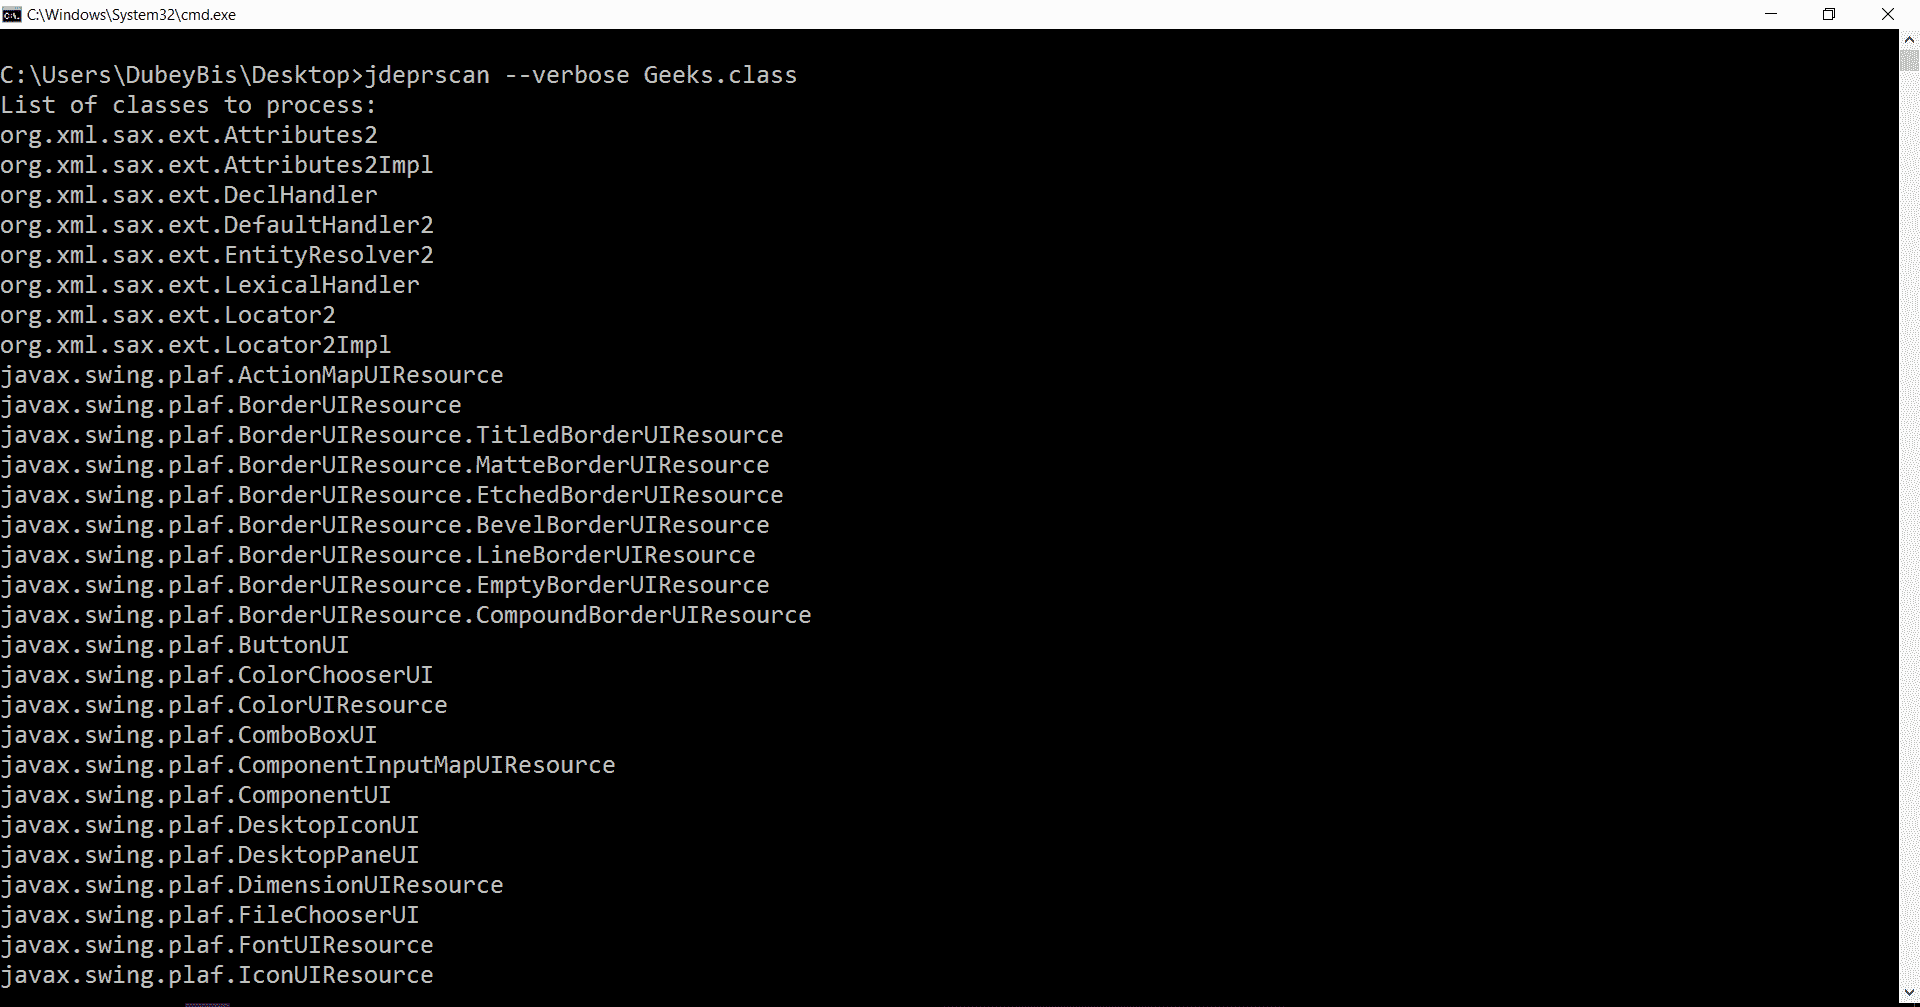 C:\Windows\System32\cmd.exe
C:\Users\DubeyBis\Desktop>jdeprscan --verbose Geeks.class
List of classes to process:
org.xml.sax.ext.Attributes2
org.xml.sax.ext.Attributes2Impl
org.xml.sax.ext.DeclHandler
org.xml.sax.ext.DefaultHandler2
org.xml.sax.ext.EntityResolver2
org.xml.sax.ext.LexicalHandler
org.xml.sax.ext.Locator2
org.xml.sax.ext.Locator2Impl
javax.swing.plaf.ActionMapUIResource
javax.swing.plaf.BorderUIResource
javax.swing.plaf.BorderUIResource.TitledBorderUIResource
javax.swing.plaf.BorderUIResource.MatteBorderUIResource
javax.swing.plaf.BorderUIResource.EtchedBorderUIResource
javax.swing.plaf.BorderUIResource.BevelBorderUIResource
javax.swing.plaf.BorderUIResource.LineBorderUIResource
javax.swing.plaf.BorderUIResource.EmptyBorderUIResource
javax.swing.plaf.BorderUIResource.CompoundBorderUIResource
javax.swing.plaf.ButtonUI
javax.swing.plaf.ColorChooserUI
javax.swing.plaf.ColorUIResource
javax.swing.plaf.ComboBoxUI
javax.swing.plaf.ComponentInputMapUIResource
javax.swing.plaf.ComponentUI
javax.swing.plaf.DesktopIconUI
javax.swing.plaf.DesktopPaneUI
javax.swing.plaf.DimensionUIResource
javax.swing.plaf.FileChooserUI
javax.swing.plaf.FontUIResource
javax.swing.plaf.IconUIResource